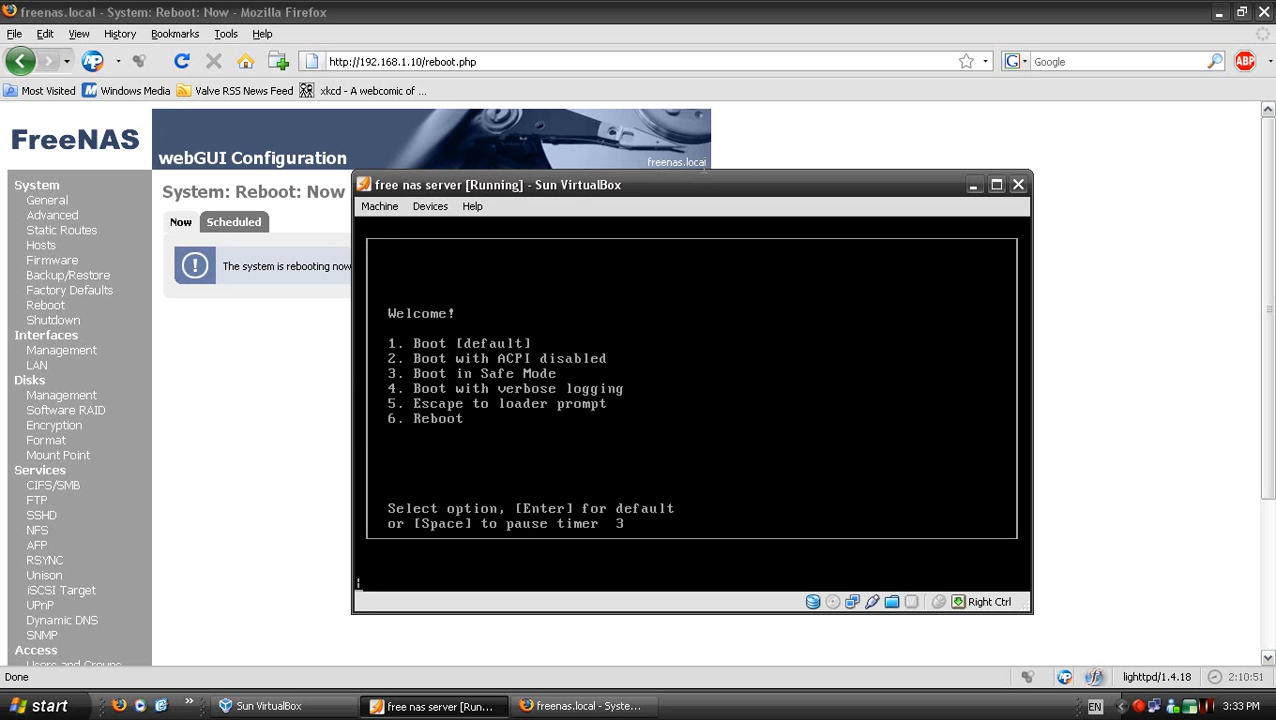 freenas.local - System: Reboot: Now - Mozilla Firefox
File Edit View History Bookmarks Tools Help
http://192.168.1.10/reboot.php
Google
ABP
Most Visited Windows Media Valve RSS News Feed xkcd - A webcomic of ...
FreeNAS
webGUI Configuration
freenas.local
System
General
Advanced
Static Routes
Hosts
Firmware
Backup/Restore
Factory Defaults
Reboot
Shutdown
Interfaces
Management
LAN
Disks
Management
Software RAID
Encryption
Format
Mount Point
Services
CIFS/SMB
FTP
SSHD
NFS
AFP
RSYNC
Unison
iSCSI Target
UPnP
Dynamic DNS
SNMP
Access
Users and Groups
System: Reboot: Now
Now Scheduled
The system is rebooting now
free nas server [Running] - Sun VirtualBox
Machine Devices Help
Welcome!
1. Boot [default]
2. Boot with ACPI disabled
3. Boot in Safe Mode
4. Boot with verbose logging
5. Escape to loader prompt
6. Reboot
Select option, [Enter] for default
or [Space] to pause timer 3
Right Ctrl
Done
lighttpd/1.4.18 2:10:51
start Sun VirtualBox free nas server [Run... freenas.local - Syste... EN 3:33 PM